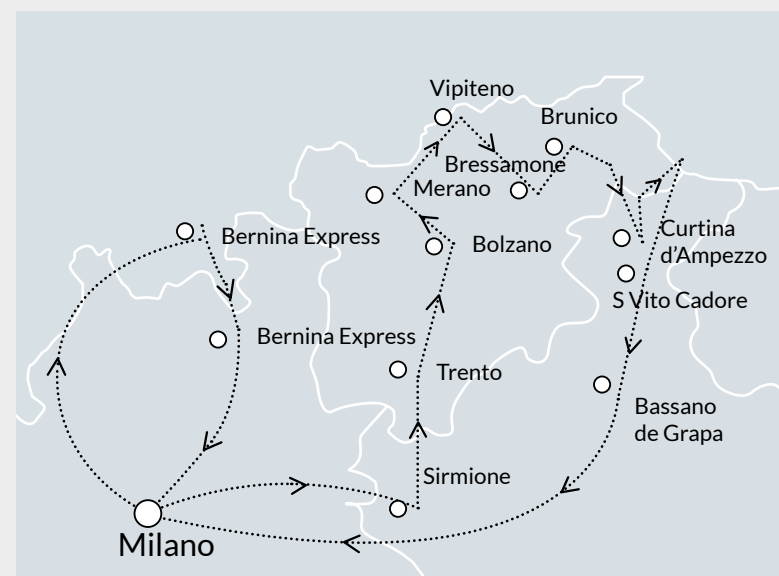 Vipiteno
Brunico
Bressamone
Merano
Bernina Express
Curtina
d'Ampezzo
Bolzano
S Vito Cadore
Bernina Express
Trento
Bassano
de Grapa
Sirmione
Milano